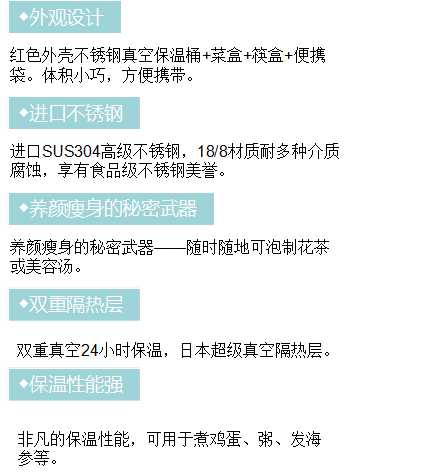 ◆外观设计
红色外壳不锈钢真空保温桶+菜盒+筷盒+便携
袋。体积小巧，方便携带。
◆进口不锈钢
进口SUS304高级不锈钢，18/8材质耐多种介质
腐蚀，享有食品级不锈钢美誉。
◆养颜瘦身的秘密武器
养颜瘦身的秘密武器——随时随地可泡制花茶
或美容汤。
◆双重隔热层
双重真空24小时保温，日本超级真空隔热层。
◆保温性能强
非凡的保温性能，可用于煮鸡蛋、粥、发海
参等。